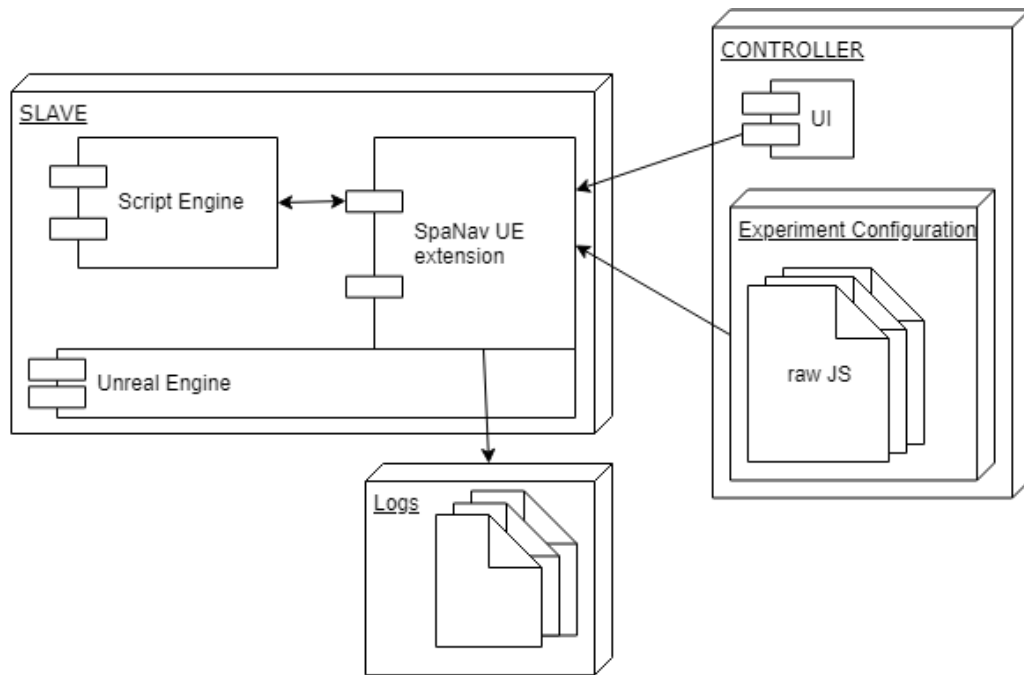 CONTROLLER
UI
SLAVE
Script Engine
SpaNav UE
extension
Experiment Configuration
raw JS
Unreal Engine
Logs